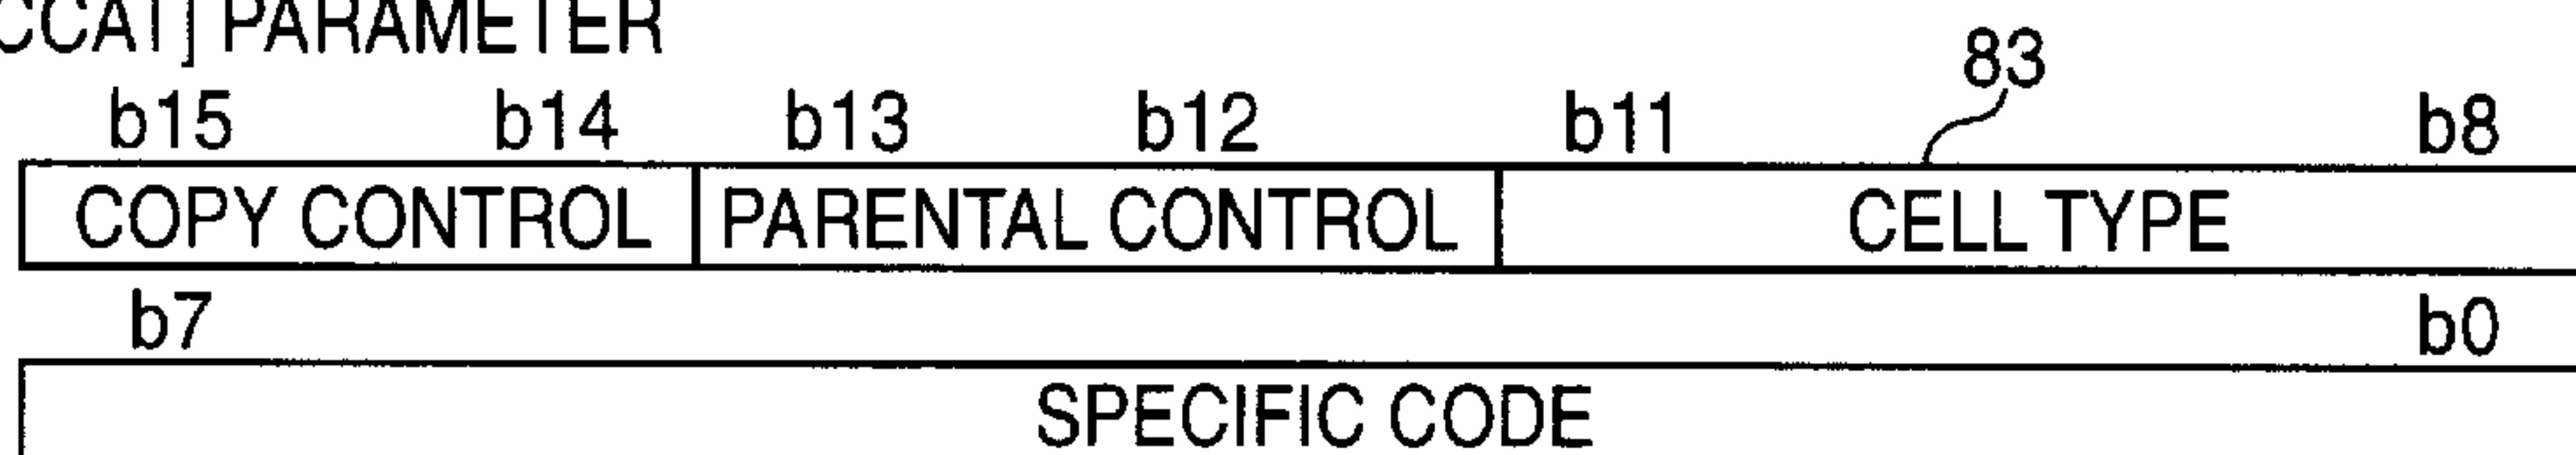 CCAT] PARAMETER
83
b15 b14 b13 b12 b11 b8
COPY CONTROL PARENTAL CONTROL CELL TYPE
b7 b0
SPECIFIC CODE